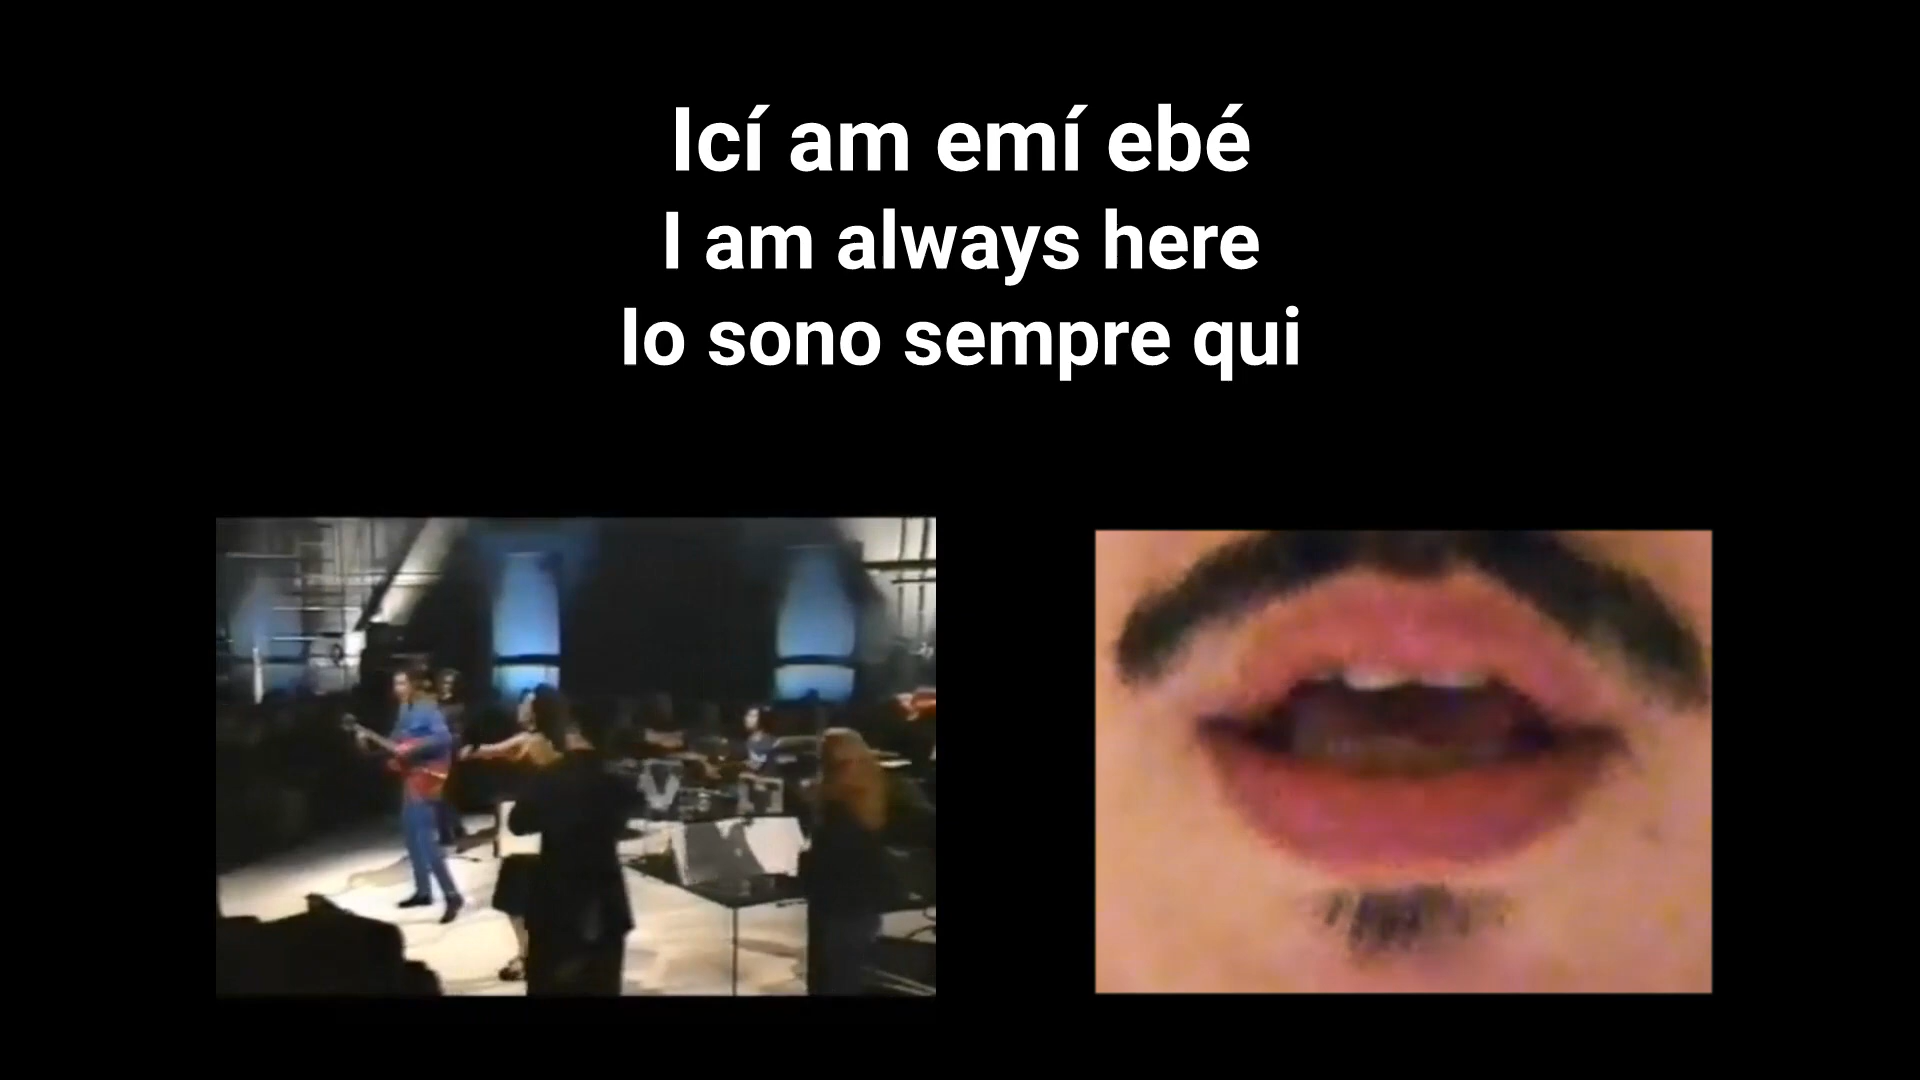 Icí am emí ebé
I am always here
Io sono sempre qui